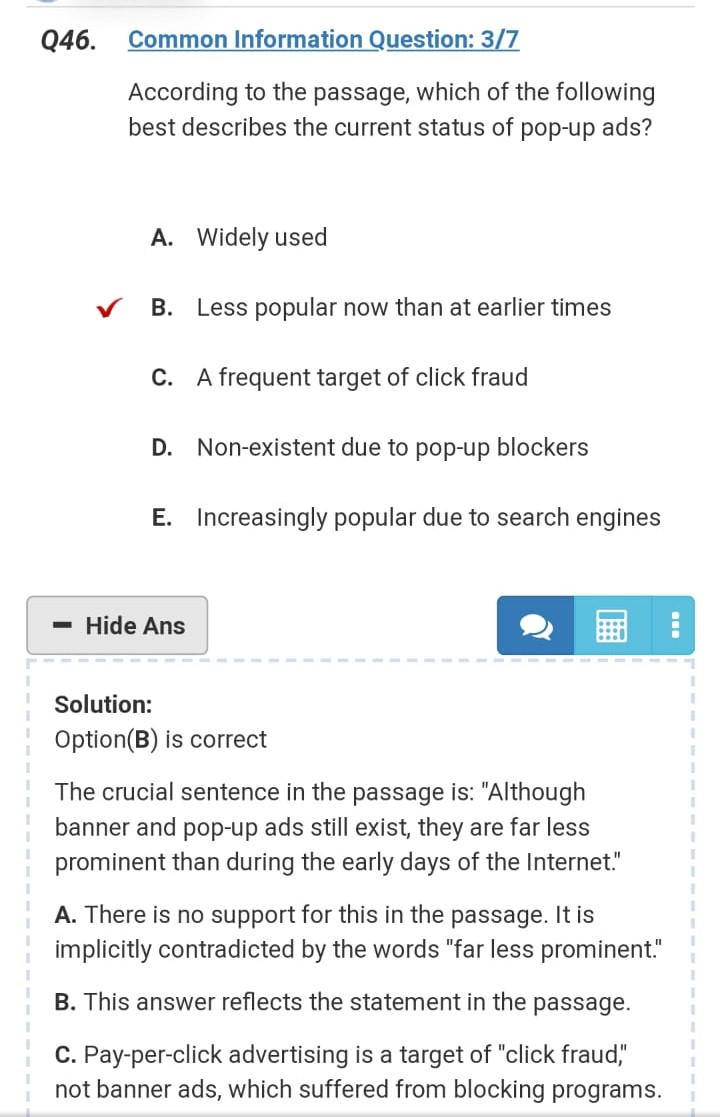 Q46. Common Information Question: 3/7
According to the passage, which of the following
best describes the current status of pop-up ads?
A. Widely used
B. Less popular now than at earlier times
C. A frequent target of click fraud
D. Non-existent due to pop-up blockers
E. Increasingly popular due to search engines
Hide Ans
Solution:
Option(B) is correct
The crucial sentence in the passage is: "Although
banner and pop-up ads still exist, they are far less
prominent than during the early days of the Internet."
A. There is no support for this in the passage. It is
implicitly contradicted by the words "far less prominent."
B. This answer reflects the statement in the passage.
C. Pay-per-click advertising is a target of "click fraud,"
not banner ads, which suffered from blocking programs.